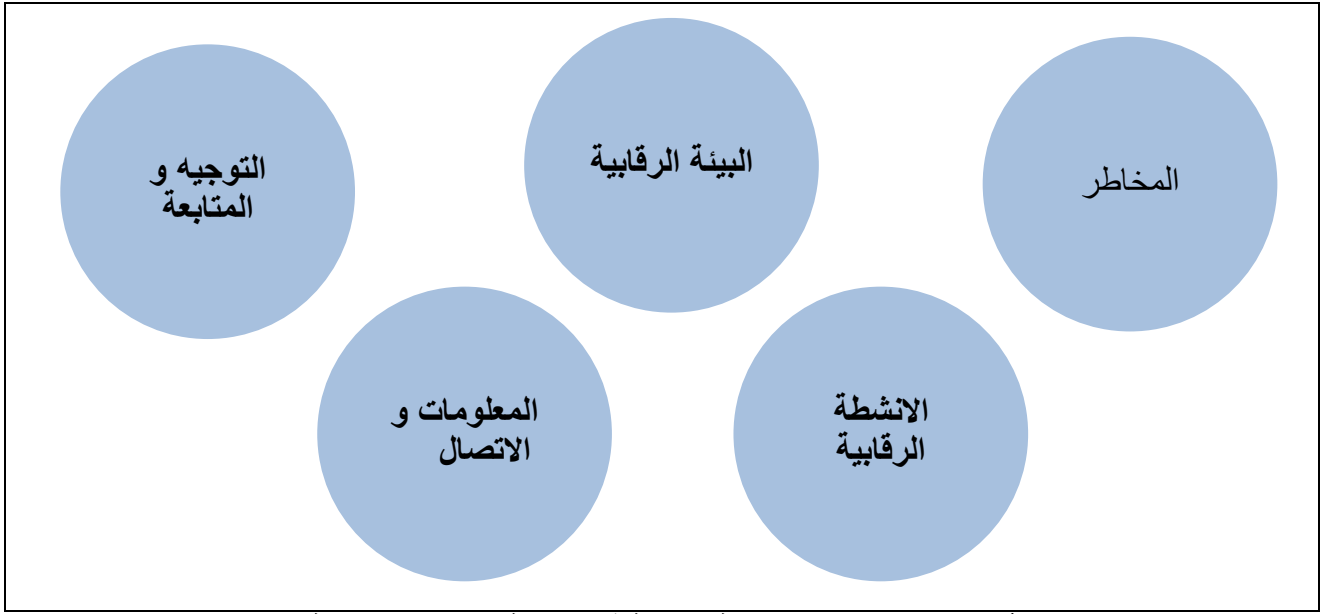 المخاطر
البيئة الرقابية
التوجيه و
المتابعة
الانشطة
الرقابية
المعلومات و
الاتصال